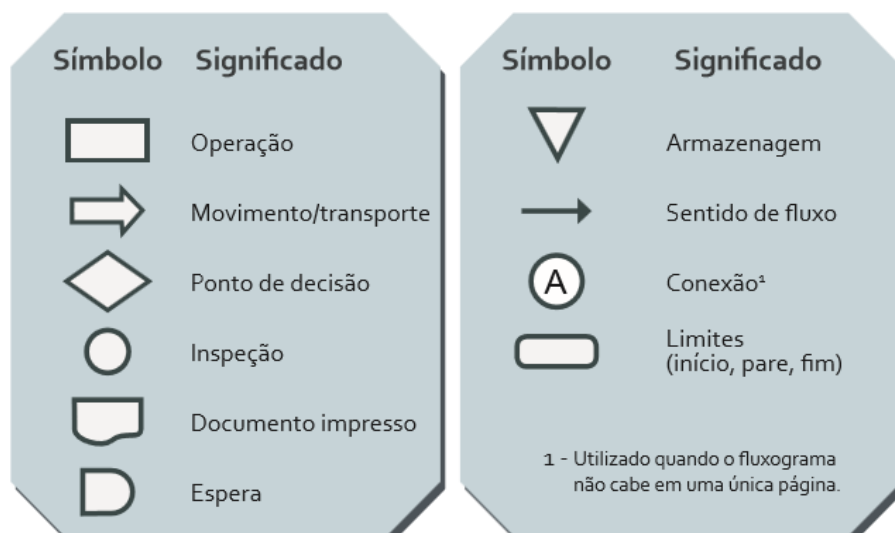 Símbolo Significado
Operação
Movimento/transporte
Ponto de decisão
Inspeção
Documento impresso
Espera
Símbolo Significado
Armazenagem
Sentido de fluxo
A Conexão¹
Limites
(início, pare, fim)
1 - Utilizado quando o fluxograma
não cabe em uma única página.